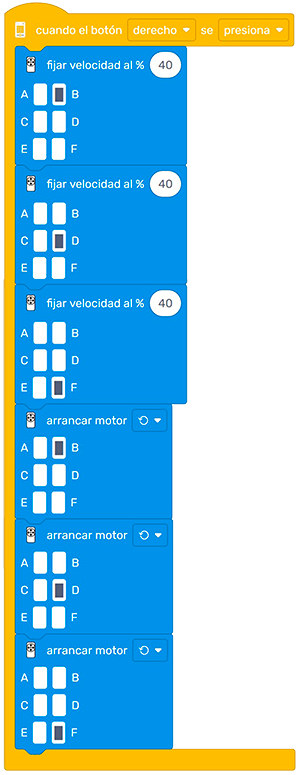 cuando el botón derecho se presiona
fijar velocidad al % 40
A B
C D
E F
fijar velocidad al % 40
A B
C D
E F
fijar velocidad al % 40
A B
C D
E F
arrancar motor
A B
C D
E F
arrancar motor
A B
C D
E F
arrancar motor
A B
C D
E F